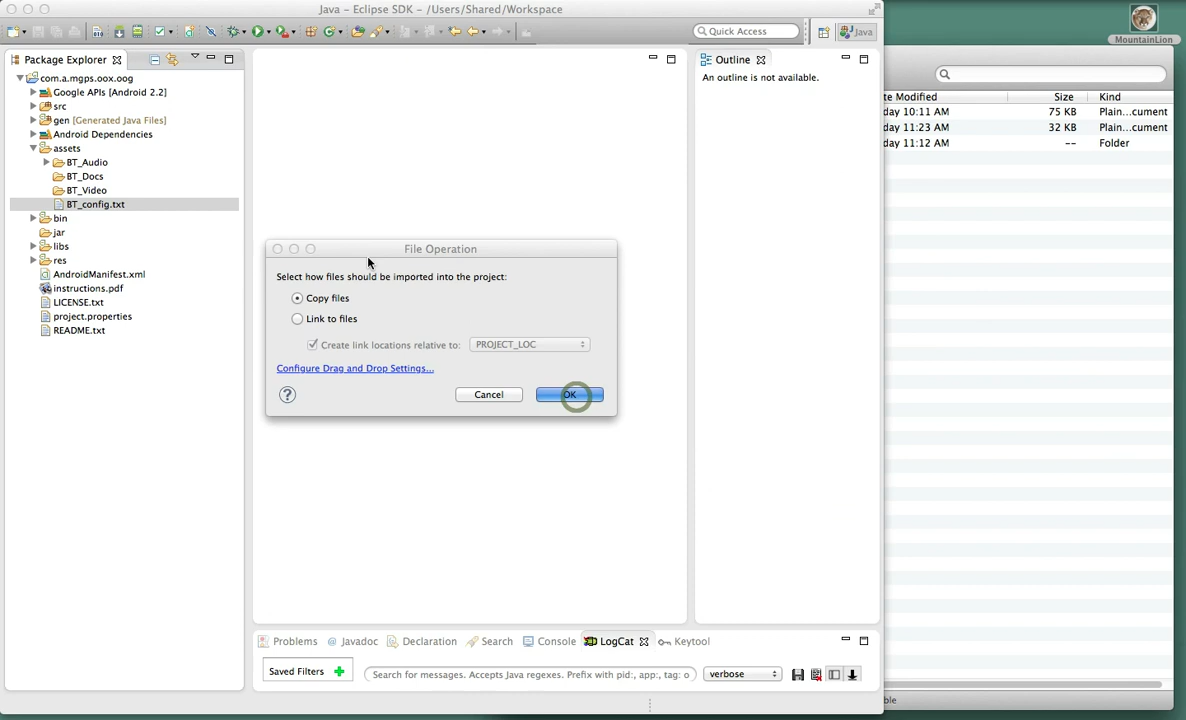 Java – Eclipse SDK – /Users/Shared/Workspace
MountainLion
Quick Access
Java
Package Explorer
Outline
An outline is not available.
com.a.mgps.oox.oog
Google APIs [Android 2.2]
src
gen [Generated Java Files]
Android Dependencies
assets
BT_Audio
BT_Docs
BT_Video
BT_config.txt
bin
jar
libs
res
AndroidManifest.xml
instructions.pdf
LICENSE.txt
project.properties
README.txt
te Modified Size Kind
day 10:11 AM 75 KB Plain...cument
day 11:23 AM 32 KB Plain...cument
day 11:12 AM -- Folder
File Operation
Select how files should be imported into the project:
Copy files
Link to files
Create link locations relative to: PROJECT_LOC
Configure Drag and Drop Settings...
? Cancel OK
Problems @ Javadoc Declaration Search Console LogCat Keytool
Saved Filters
Search for messages. Accepts Java regexes. Prefix with pid:, app:, tag: o
verbose
ble